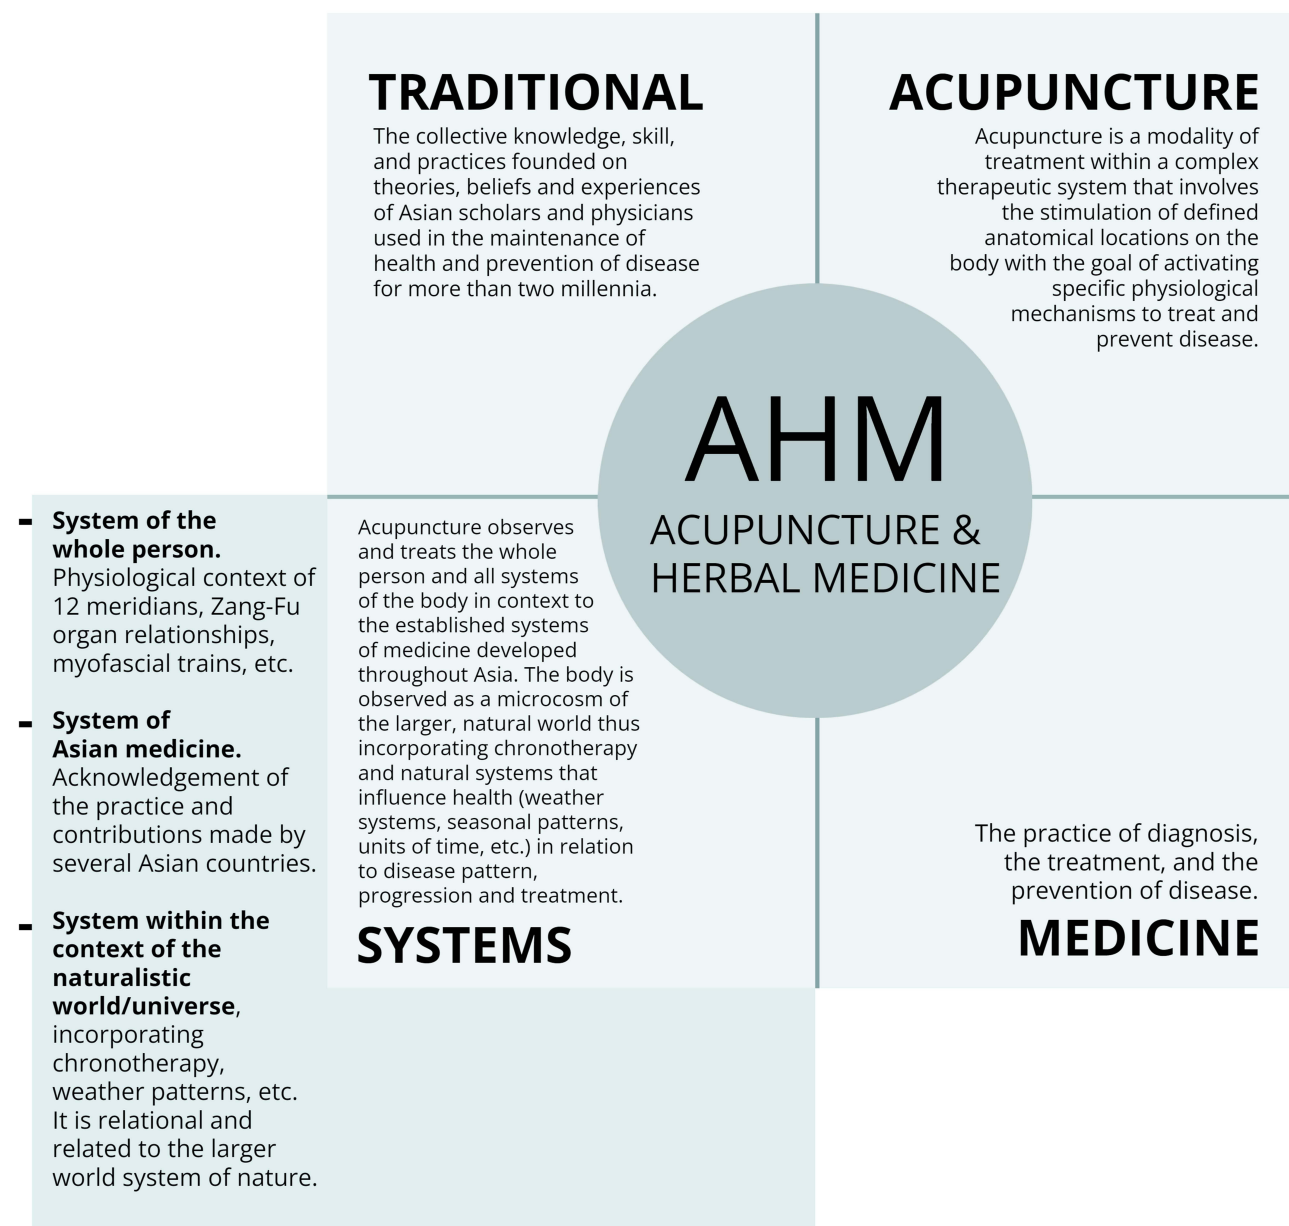 TRADITIONAL
The collective knowledge, skill,
and practices founded on
theories, beliefs and experiences
of Asian scholars and physicians
used in the maintenance of
health and prevention of disease
for more than two millennia.
ACUPUNCTURE
Acupuncture is a modality of
treatment within a complex
therapeutic system that involves
the stimulation of defined
anatomical locations on the
body with the goal of activating
specific physiological
mechanisms to treat and
prevent disease.
AHM
ACUPUNCTURE &
HERBAL MEDICINE
- System of the
whole person.
Physiological context of
12 meridians, Zang-Fu
organ relationships,
myofascial trains, etc.
- System of
Asian medicine.
Acknowledgement of
the practice and
contributions made by
several Asian countries.
- System within the
context of the
naturalistic
world/universe,
incorporating
chronotherapy,
weather patterns, etc.
It is relational and
related to the larger
world system of nature.
Acupuncture observes
and treats the whole
person and all systems
of the body in context to
the established systems
of medicine developed
throughout Asia. The body is
observed as a microcosm of
the larger, natural world thus
incorporating chronotherapy
and natural systems that
influence health (weather
systems, seasonal patterns,
units of time, etc.) in relation
to disease pattern,
progression and treatment.
SYSTEMS
The practice of diagnosis,
the treatment, and the
prevention of disease.
MEDICINE